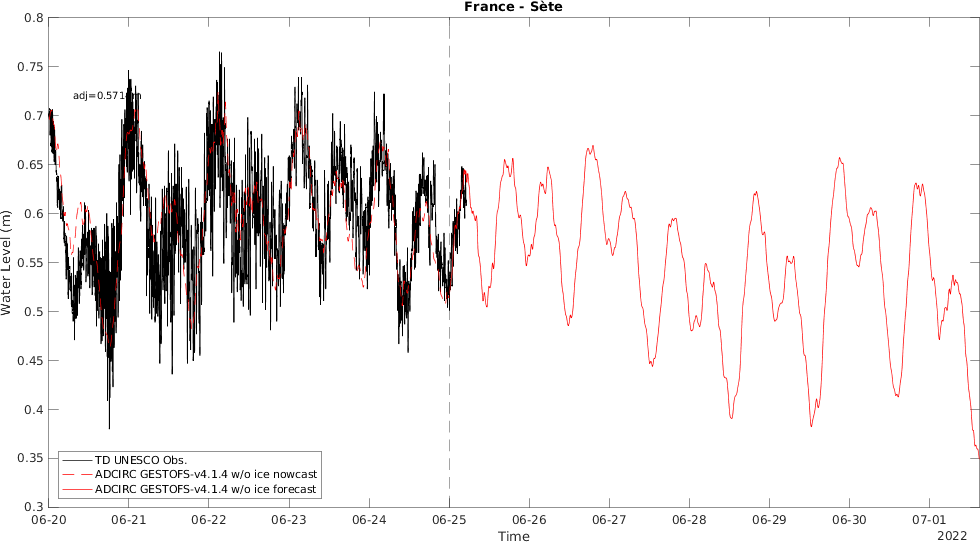 France - Sète
0.8
0.75
0.7
0.65
0.6
0.55
0.5
0.45
0.4
0.35
0.3
Water Level (m)
TD UNESCO Obs.
ADCIRC GESTOFS-v4.1.4 w/o ice nowcast
ADCIRC GESTOFS-v4.1.4 w/o ice forecast
06-20 06-21 06-22 06-23 06-24 06-25 06-26 06-27 06-28 06-29 06-30 07-01
Time
2022